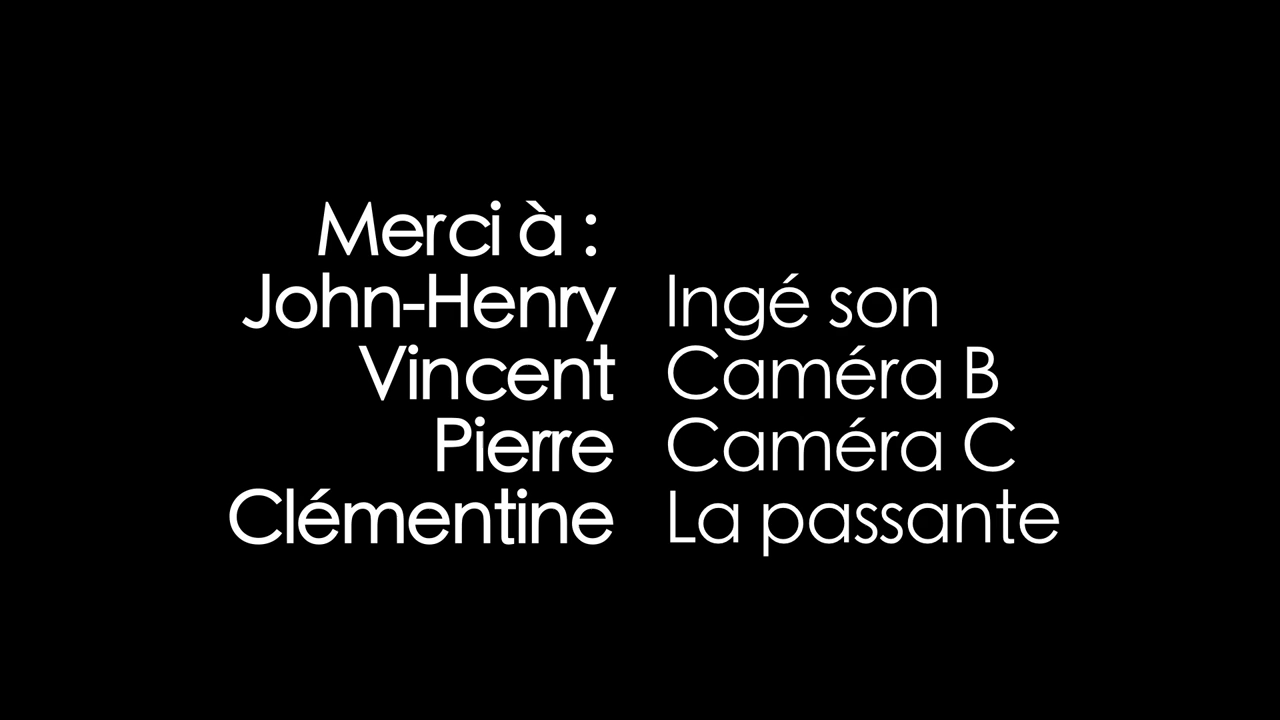 Merci à :
John-Henry Ingé son
Vincent Caméra B
Pierre Caméra C
Clémentine La passante